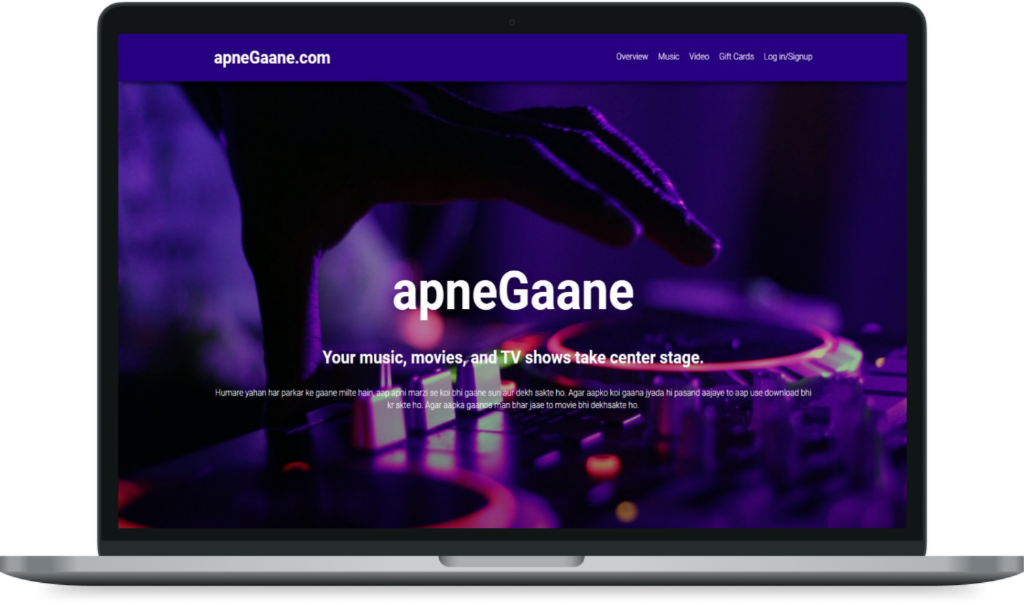 apneGaane.com
Overview Music Video Gift Cards Log in/Signup
apneGaane
Your music, movies, and TV shows take center stage.
Humare yahan har parkar ke gaane milte hain, aap apni marzi se koi bhi gaane sun aur dekh sakte ho. Agar aapko koi gaana jyada hi pasand aajaye to aap use download bhi
kr skte ho. Agar aapka gaanos man bhar jaae to movie bhi dekhsakte ho.